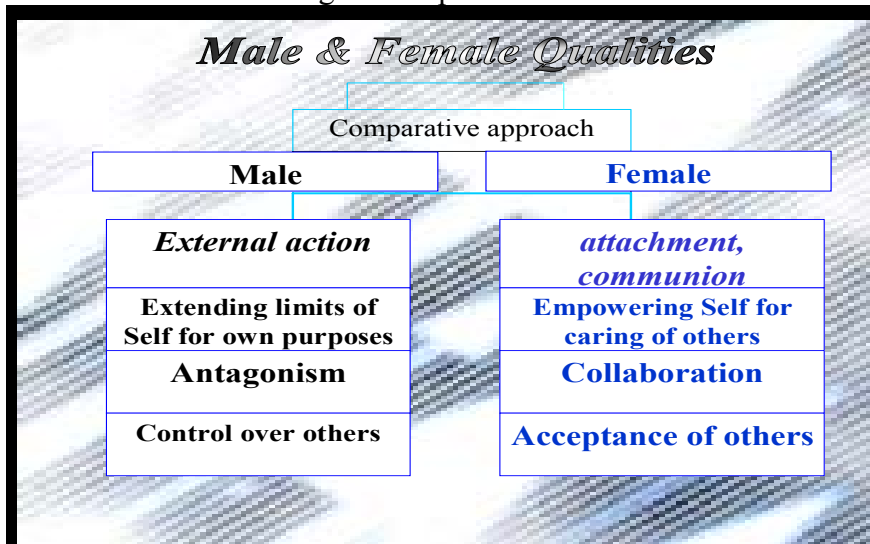 Male & Female Qualities
Comparative approach
Male
Female
External action
attachment,
communion
Extending limits of
Self for own purposes
Empowering Self for
caring of others
Antagonism
Collaboration
Control over others
Acceptance of others